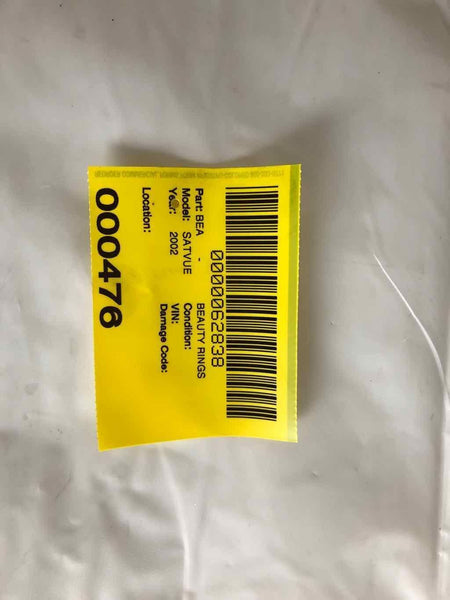 0000062838
Part: BEA - BEAUTY RINGS
Model: SATVUE Condition:
Year: 2002 VIN:
Damage Code:
Location:
000476